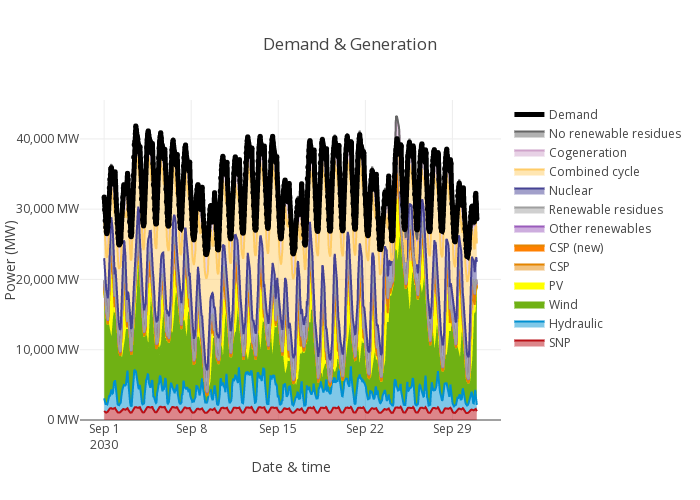 Demand & Generation
Power (MW)
40,000 MW
30,000 MW
20,000 MW
10,000 MW
0 MW
Sep 1
2030
Sep 8
Sep 15
Sep 22
Sep 29
Date & time
Demand
No renewable residues
Cogeneration
Combined cycle
Nuclear
Renewable residues
Other renewables
CSP (new)
CSP
PV
Wind
Hydraulic
SNP